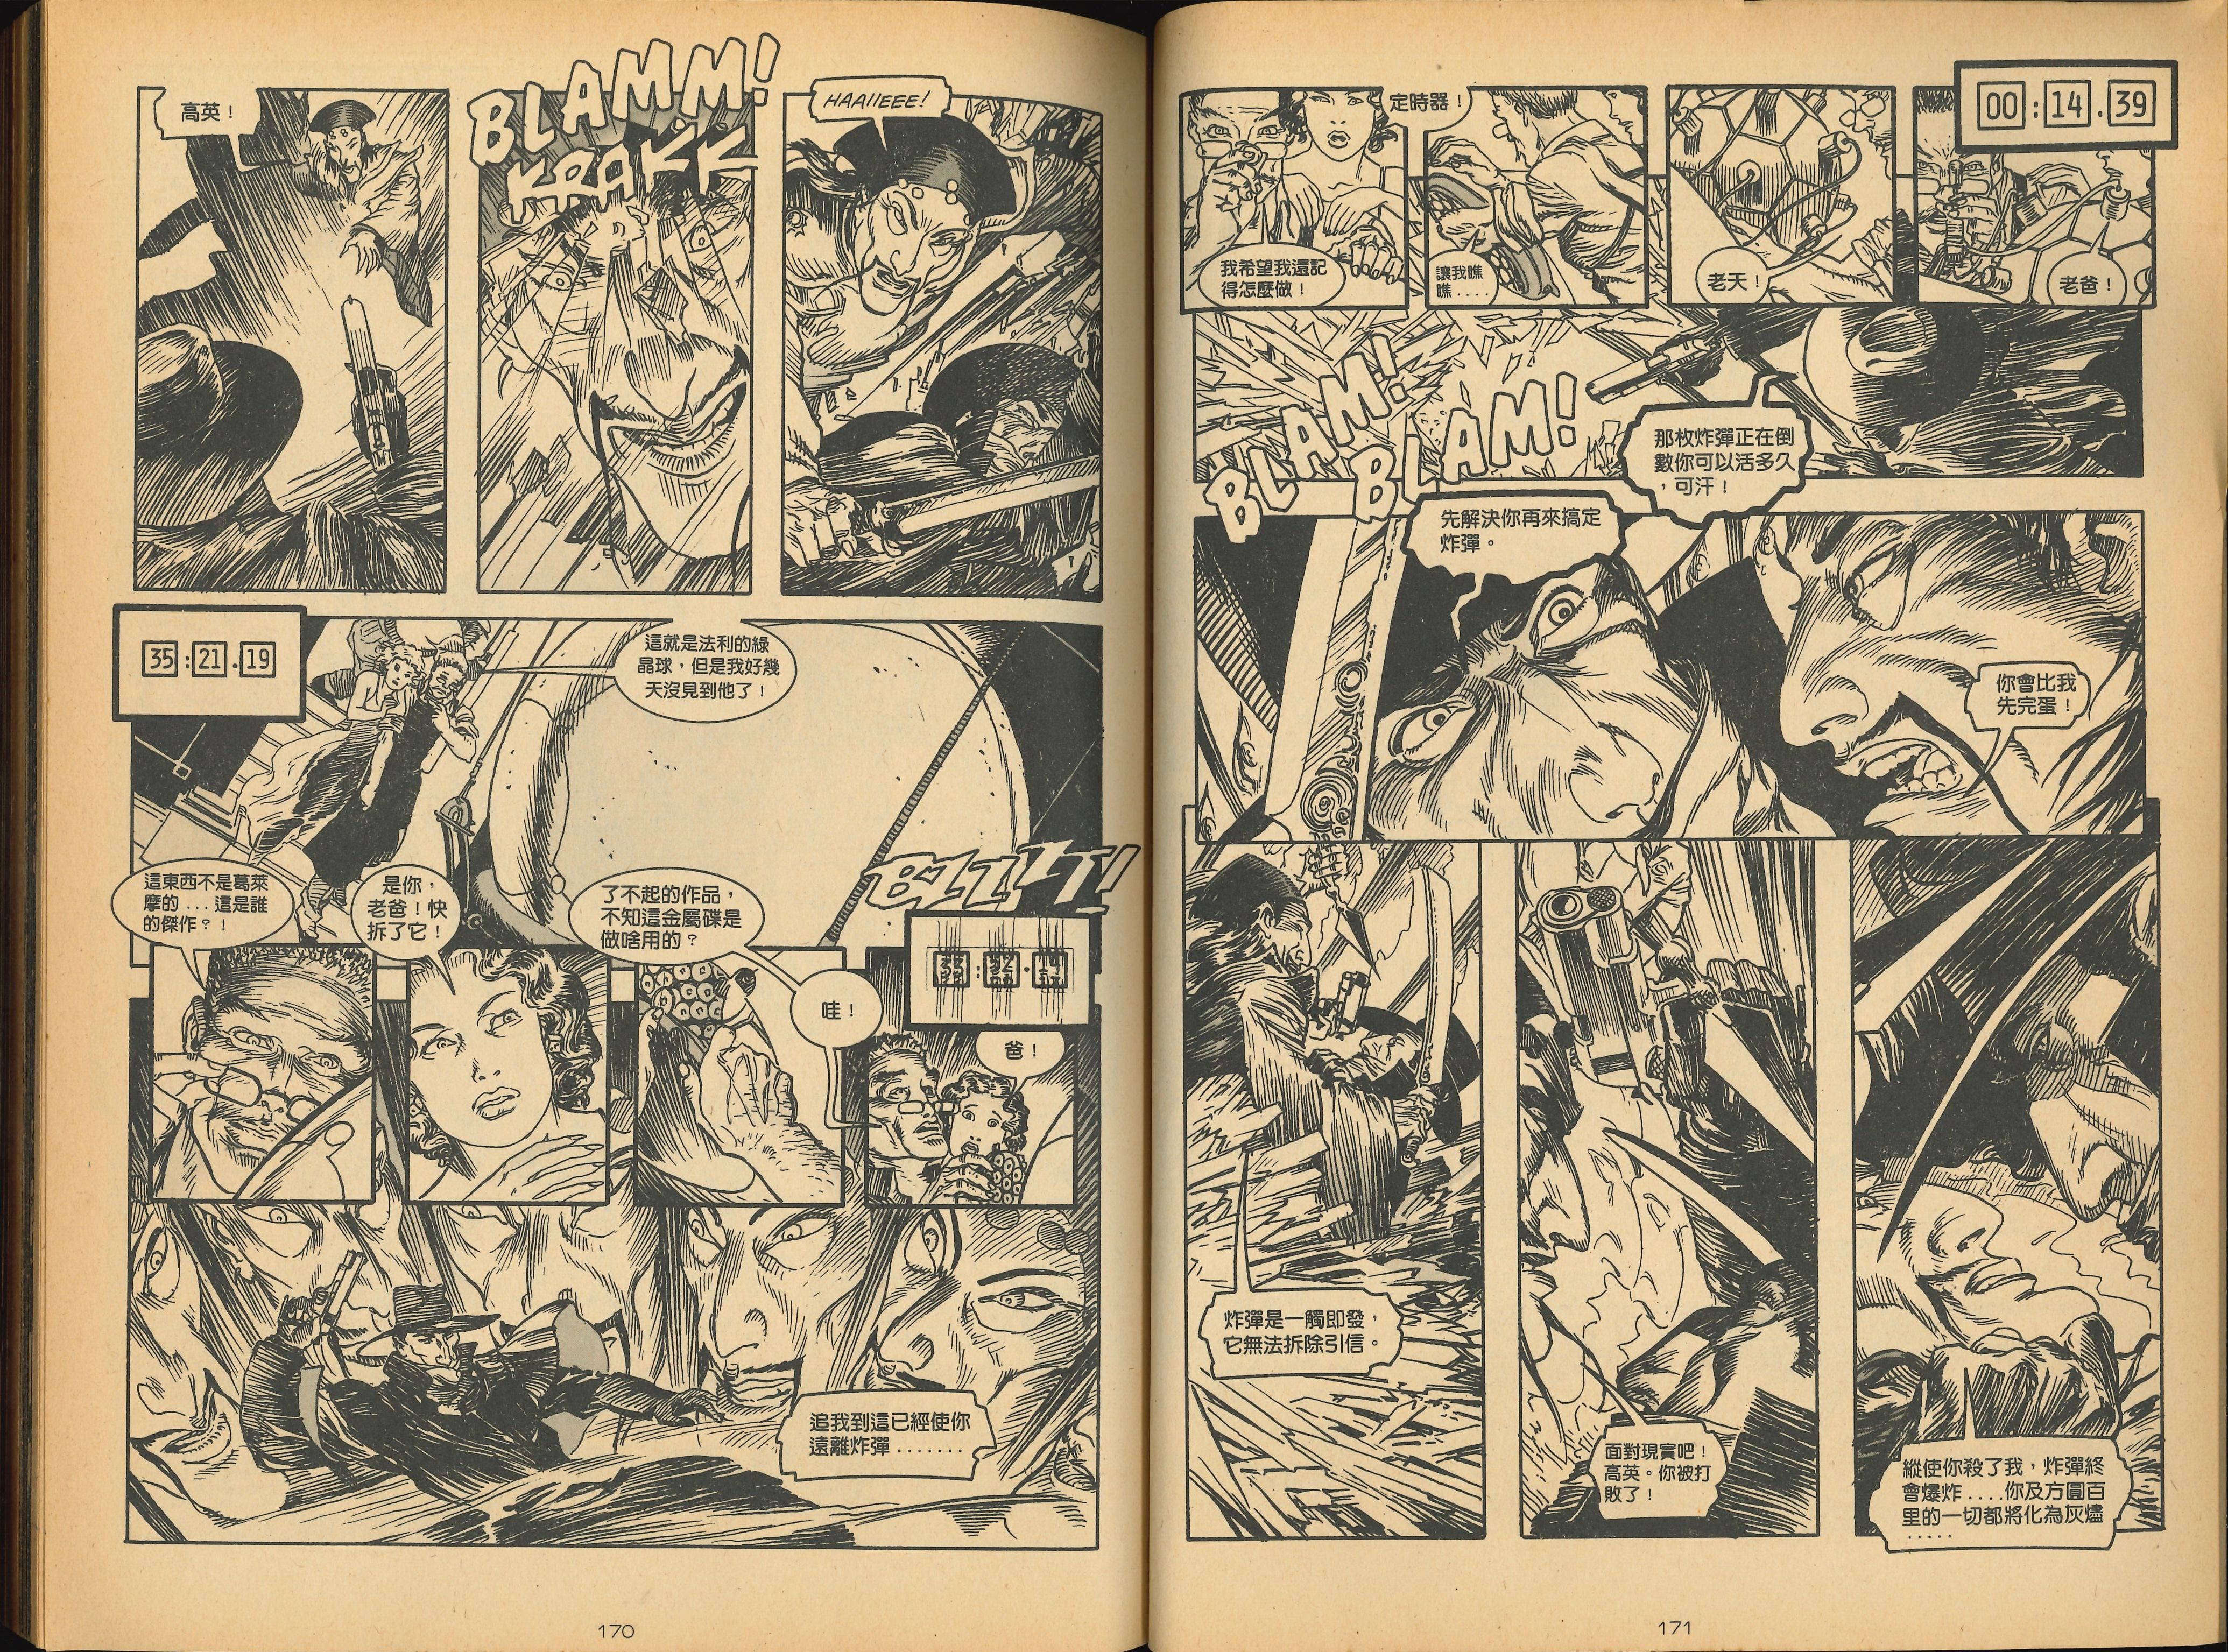 高英！
BLAMM!
KRAKK
HAAIIEEE!
35:21.19
這就是法利的綠
晶球，但是我好幾
天沒見到他了！
這東西不是葛萊
摩的...這是誰
的傑作？！
是你，
老爸！快
拆了它！
了不起的作品，
不知這金屬碟是
做啥用的？
哇！
BZZZZT!
爸！
追我到這已經使你
遠離炸彈.......
170
我希望我還記
得怎麼做！
定時器！
讓我瞧
瞧....
老天！
00:14.39
老爸！
BLAM!
BLAM!
那枚炸彈正在倒
數你可以活多久
，可汗！
先解決你再來搞定
炸彈。
你會比我
先完蛋！
炸彈是一觸即發，
它無法拆除引信。
面對現實吧！
高英。你被打
敗了！
縱使你殺了我，炸彈終
會爆炸....你及方圓百
里的一切都將化為灰燼
.....
171